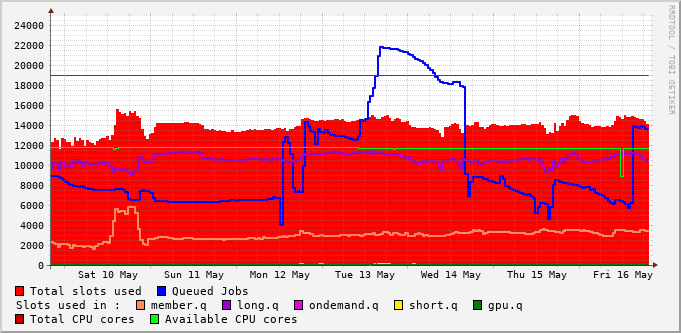 RRDTOOL / TOBI OETIKER
24000
22000
20000
18000
16000
14000
12000
10000
8000
6000
4000
2000
0
Sat 10 May Sun 11 May Mon 12 May Tue 13 May Wed 14 May Thu 15 May Fri 16 May
Total slots used Queued Jobs
Slots used in : member.q long.q ondemand.q short.q gpu.q
Total CPU cores Available CPU cores